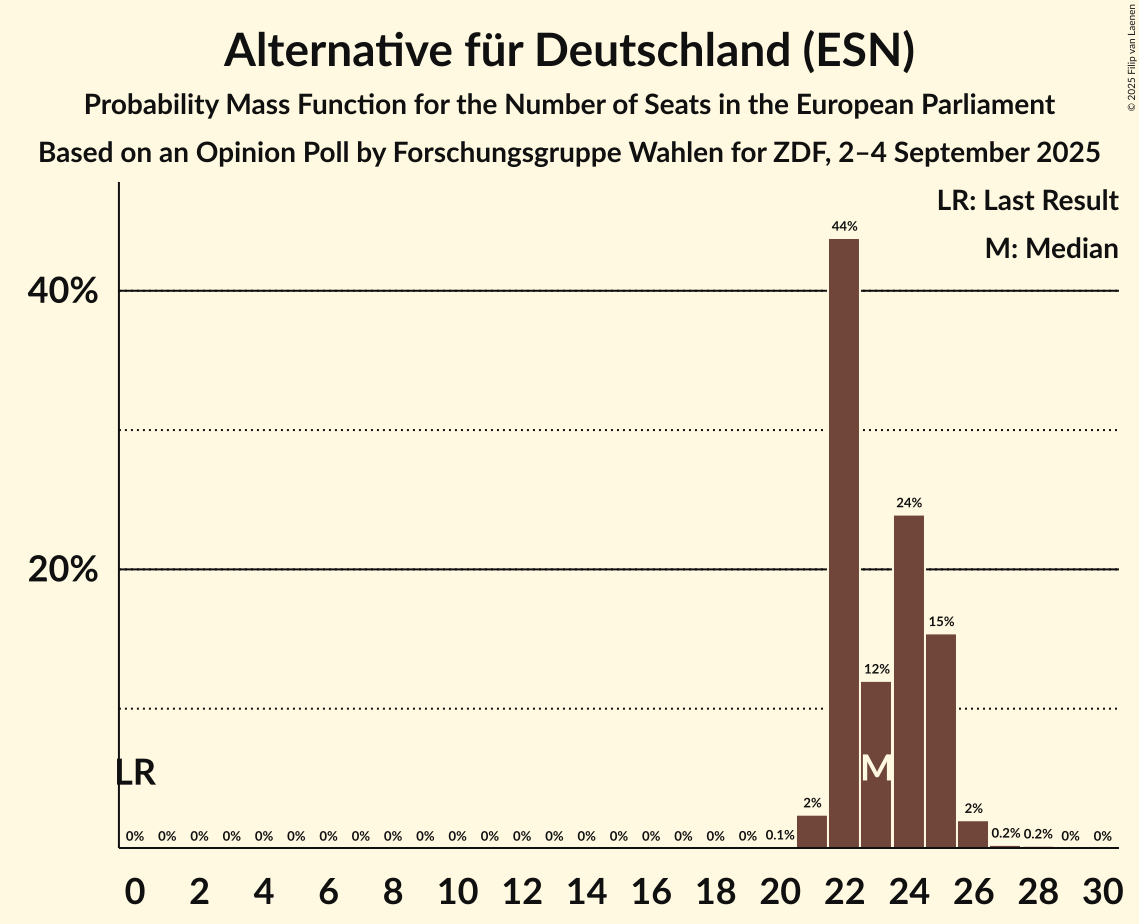 Alternative für Deutschland (ESN)
Probability Mass Function for the Number of Seats in the European Parliament
Based on an Opinion Poll by Forschungsgruppe Wahlen for ZDF, 2–4 September 2025
© 2025 Filip van Laenen
LR: Last Result
M: Median
44%
40%
24%
20%
15%
12%
LR
M
0% 0% 0% 0% 0% 0% 0% 0% 0% 0% 0% 0% 0% 0% 0% 0% 0% 0% 0% 0% 0.1% 2% 2% 0.2% 0.2% 0% 0%
0 2 4 6 8 10 12 14 16 18 20 22 24 26 28 30